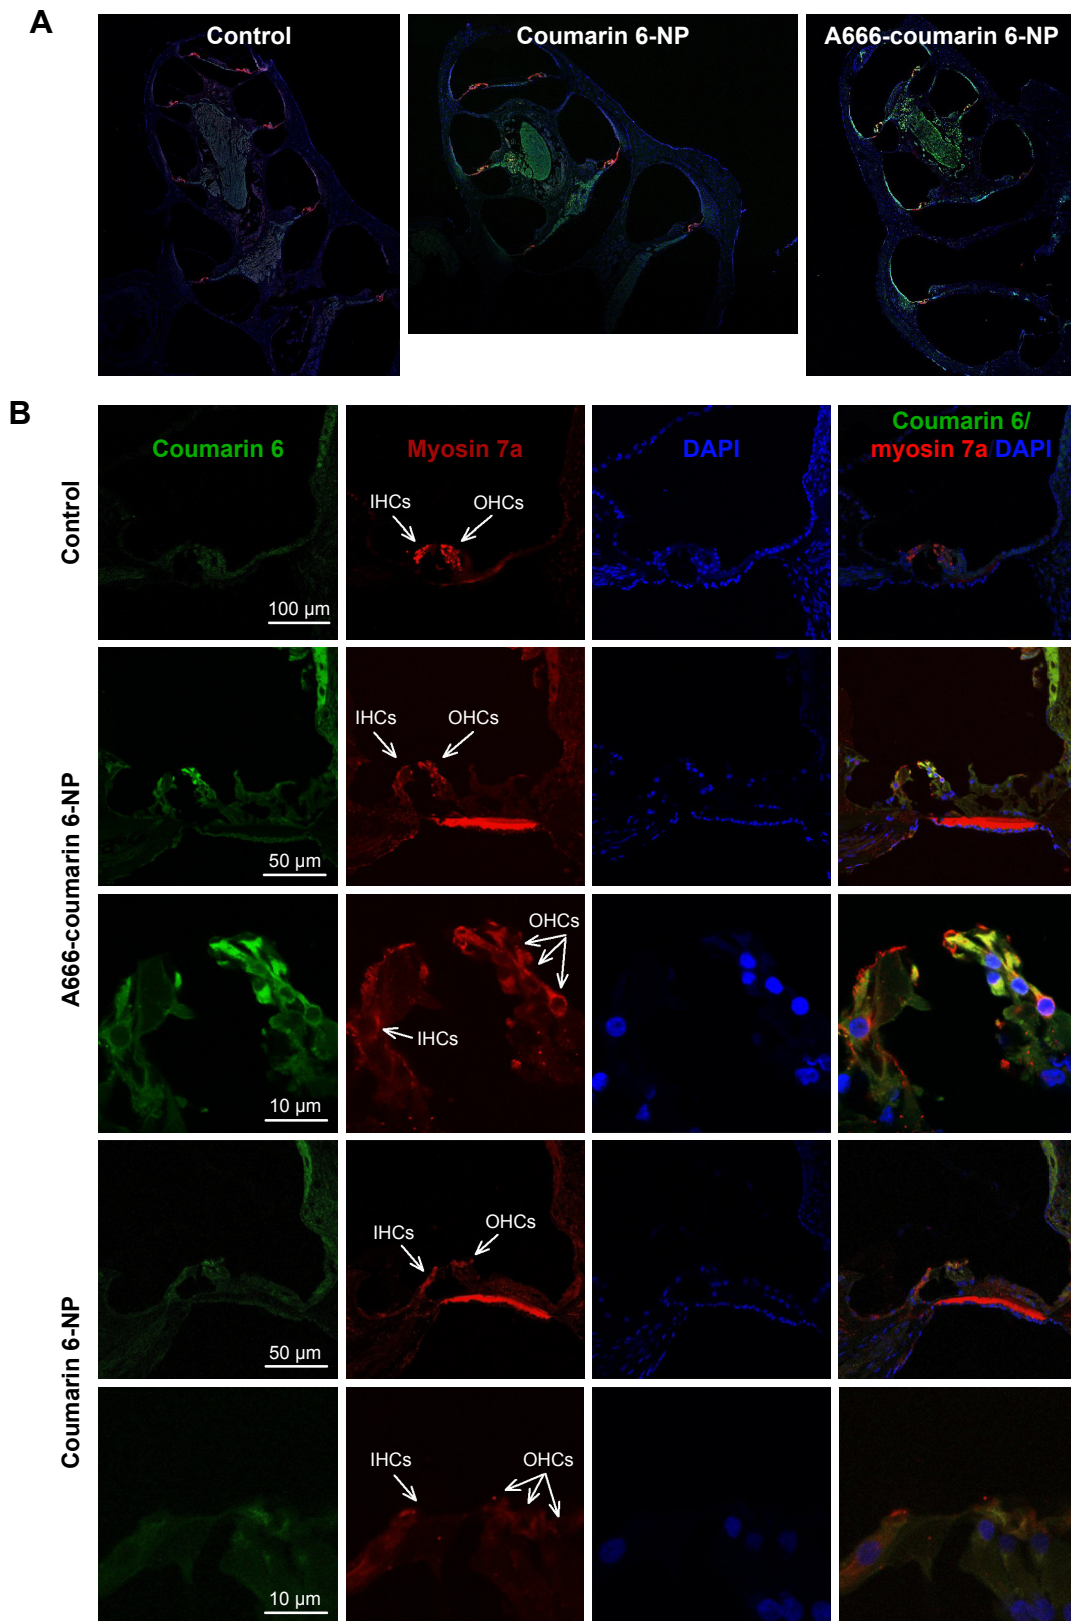 A
Control
Coumarin 6-NP
A666-coumarin 6-NP
B
Coumarin 6
Myosin 7a
DAPI
Coumarin 6/
myosin 7a/DAPI
Control
IHCs
OHCs
100 µm
A666-coumarin 6-NP
IHCs
OHCs
50 µm
OHCs
IHCs
10 µm
Coumarin 6-NP
IHCs
OHCs
50 µm
IHCs
OHCs
10 µm